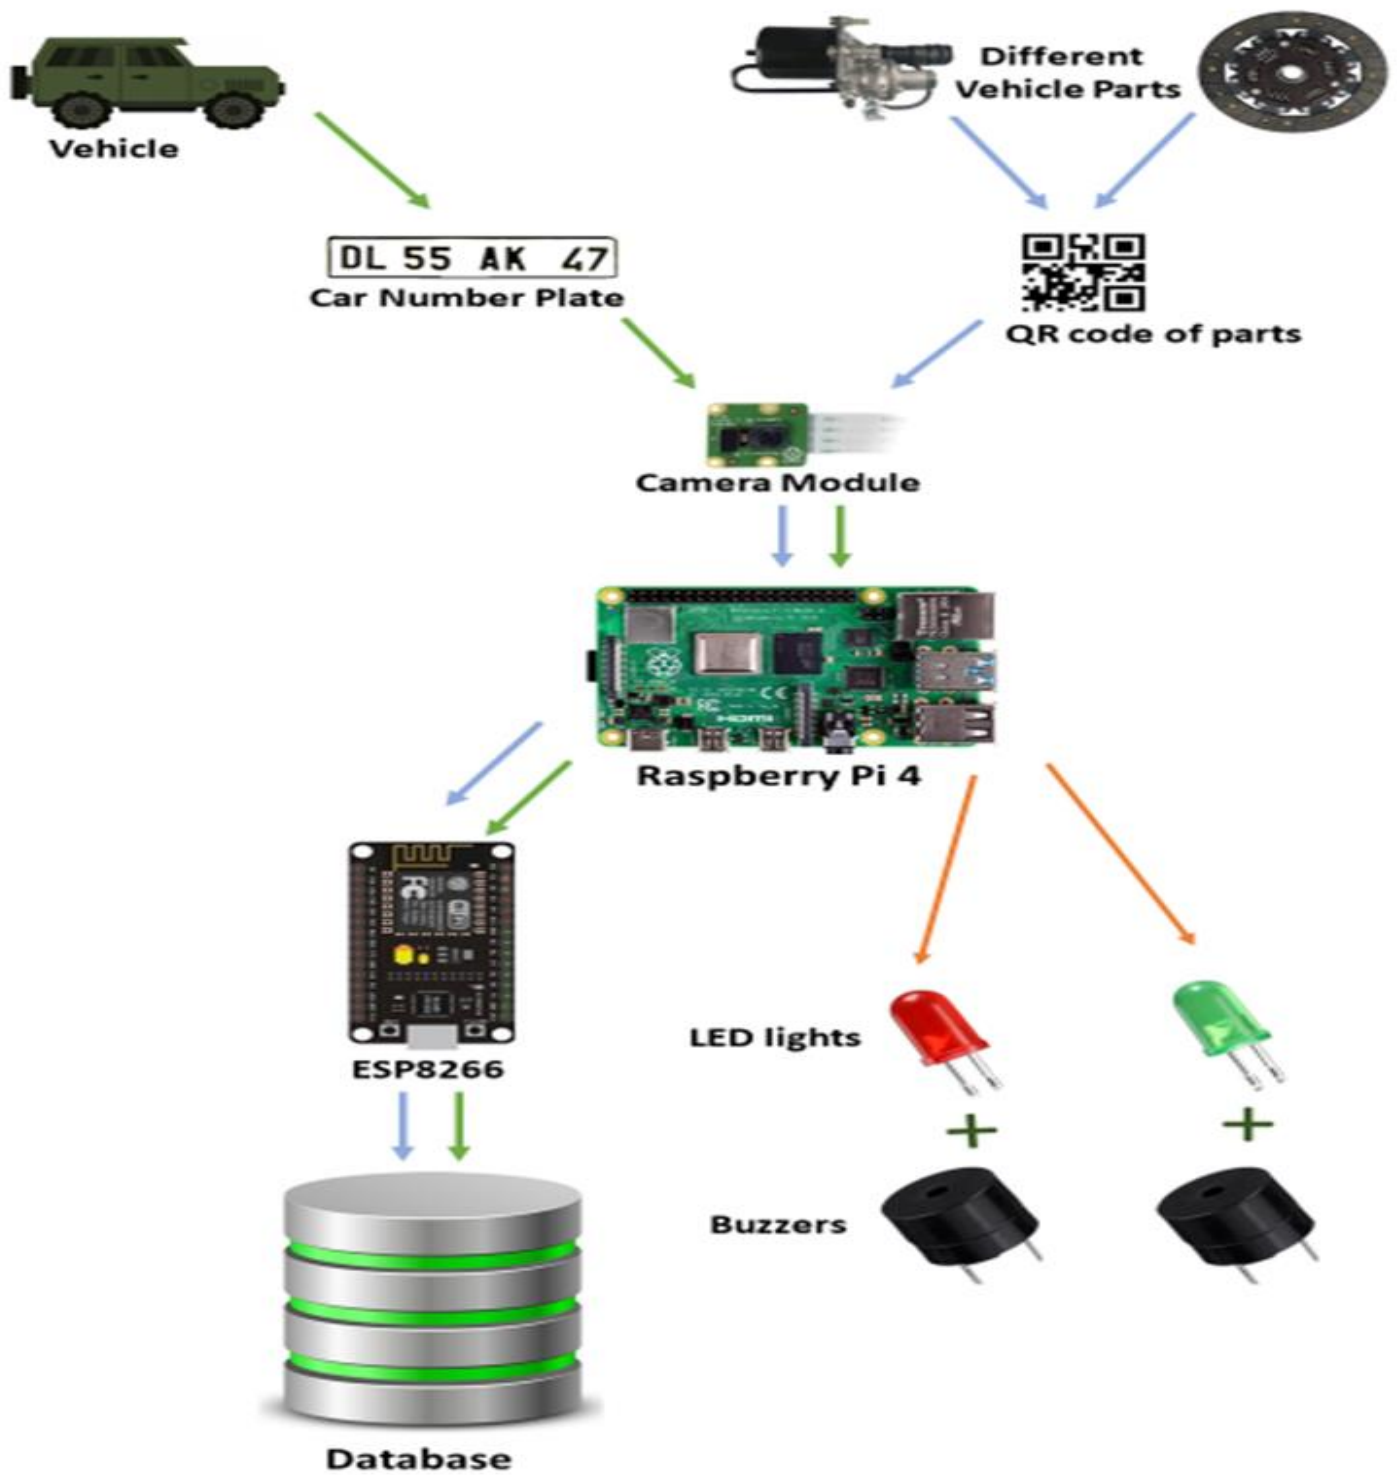 Different
Vehicle Parts
Vehicle
DL 55 AK 47
Car Number Plate
QR code of parts
Camera Module
Raspberry Pi 4
LED lights
ESP8266
Buzzers
Database